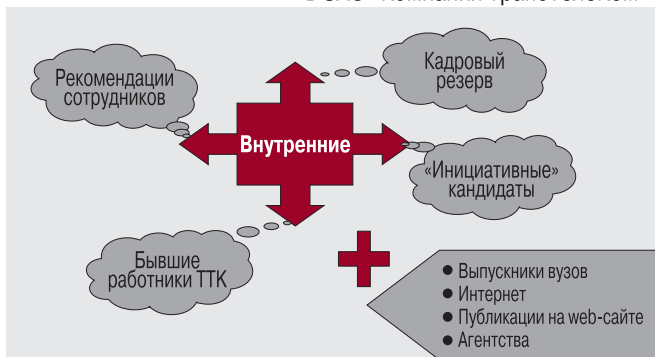 Рекомендации
сотрудников
Кадровый
резерв
Внутренние
«Инициативные»
кандидаты
Бывшие
работники ТТК
● Выпускники вузов
● Интернет
● Публикации на web-сайте
● Агентства